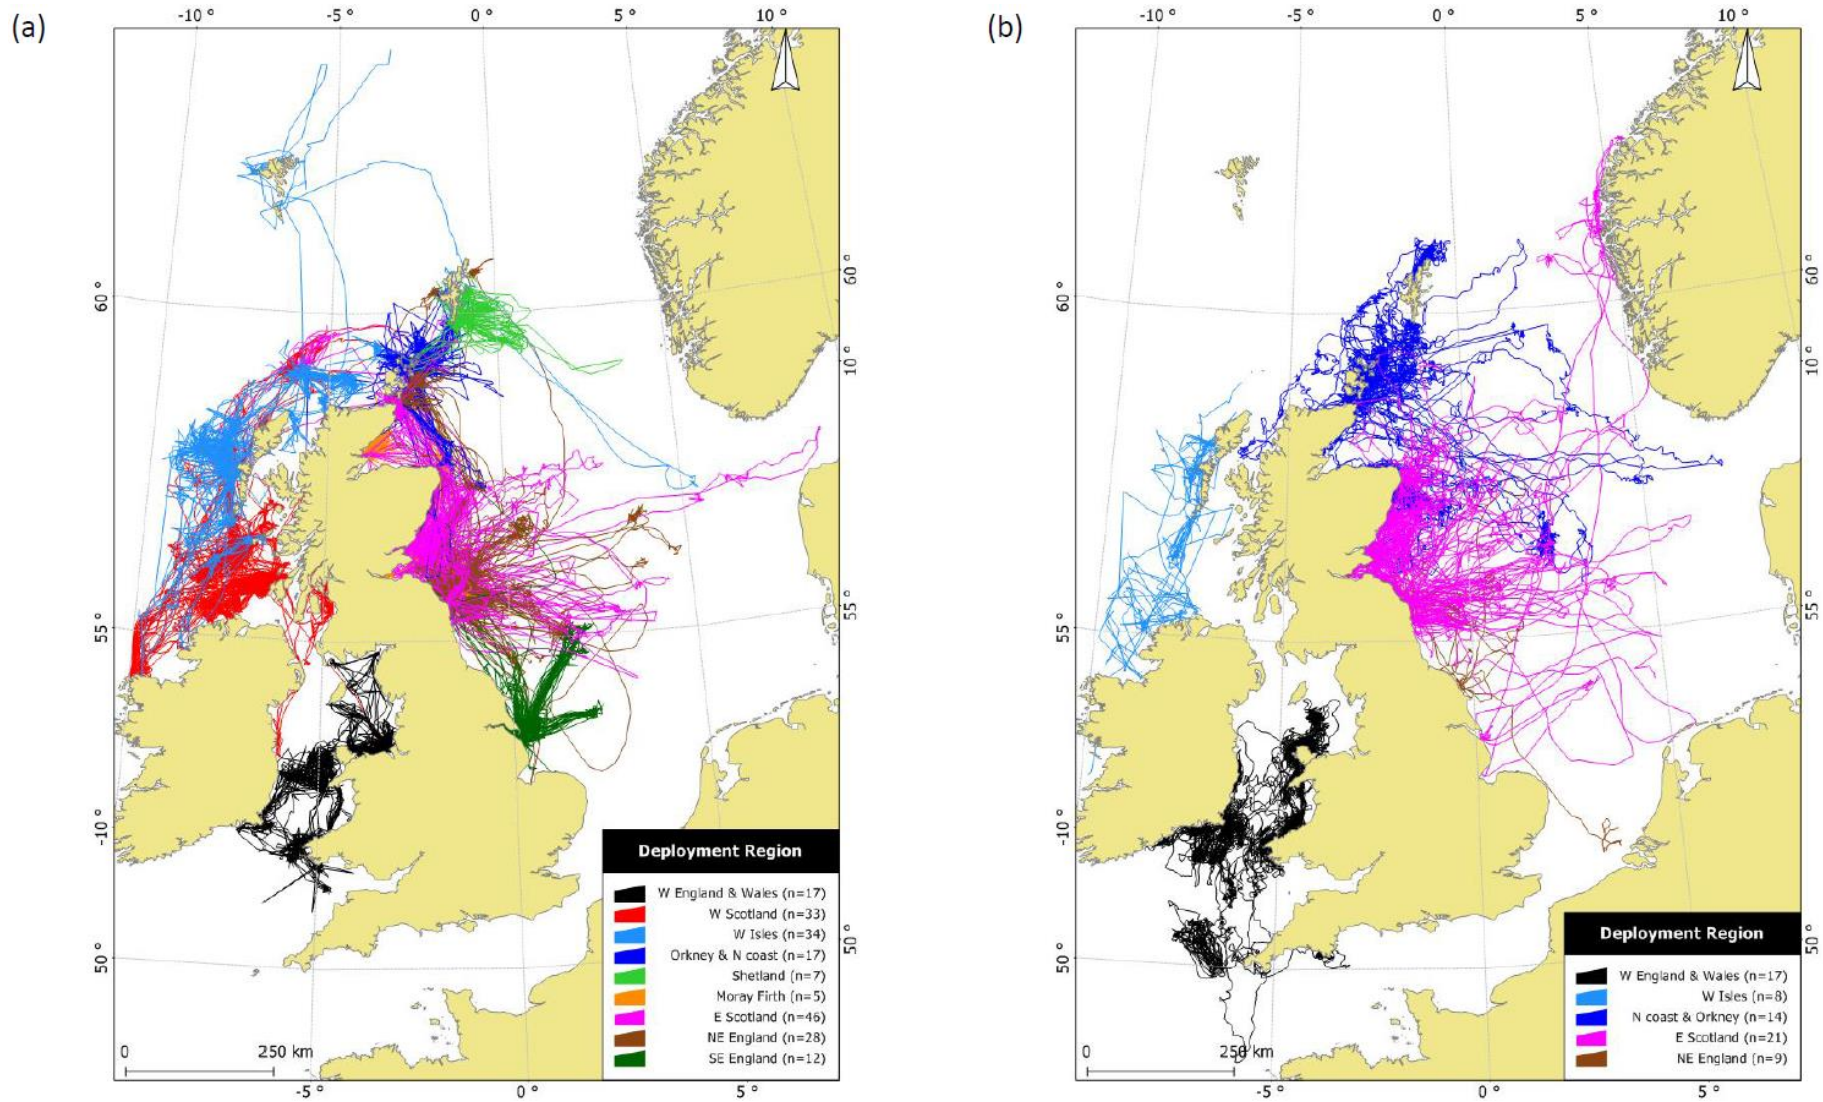 (a)
-10 °
-5 °
0 °
5 °
10 °
60 °
55 °
-10 °
50 °
60 °
10 °
55 °
50 °
Deployment Region
W England & Wales (n=17)
W Scotland (n=33)
W Isles (n=34)
Orkney & N coast (n=17)
Shetland (n=7)
Moray Firth (n=5)
E Scotland (n=46)
NE England (n=28)
SE England (n=12)
0 250 km
-5 °
0 °
5 °
(b)
-10 °
-5 °
0 °
5 °
10 °
60 °
55 °
-10 °
50 °
60 °
10 °
55 °
50 °
Deployment Region
W England & Wales (n=17)
W Isles (n=8)
N coast & Orkney (n=14)
E Scotland (n=21)
NE England (n=9)
0 250 km
-5 °
0 °
5 °